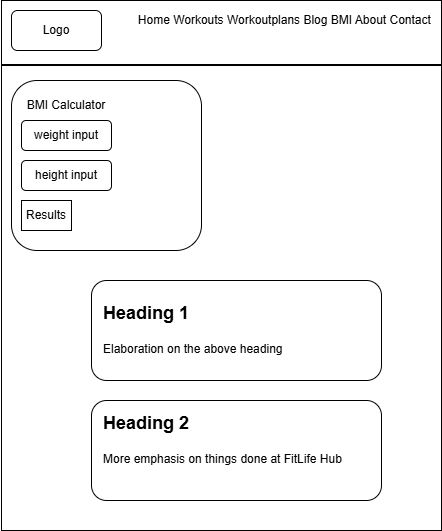 Logo
Home Workouts Workoutplans Blog BMI About Contact
BMI Calculator
weight input
height input
Results
Heading 1
Elaboration on the above heading
Heading 2
More emphasis on things done at FitLife Hub